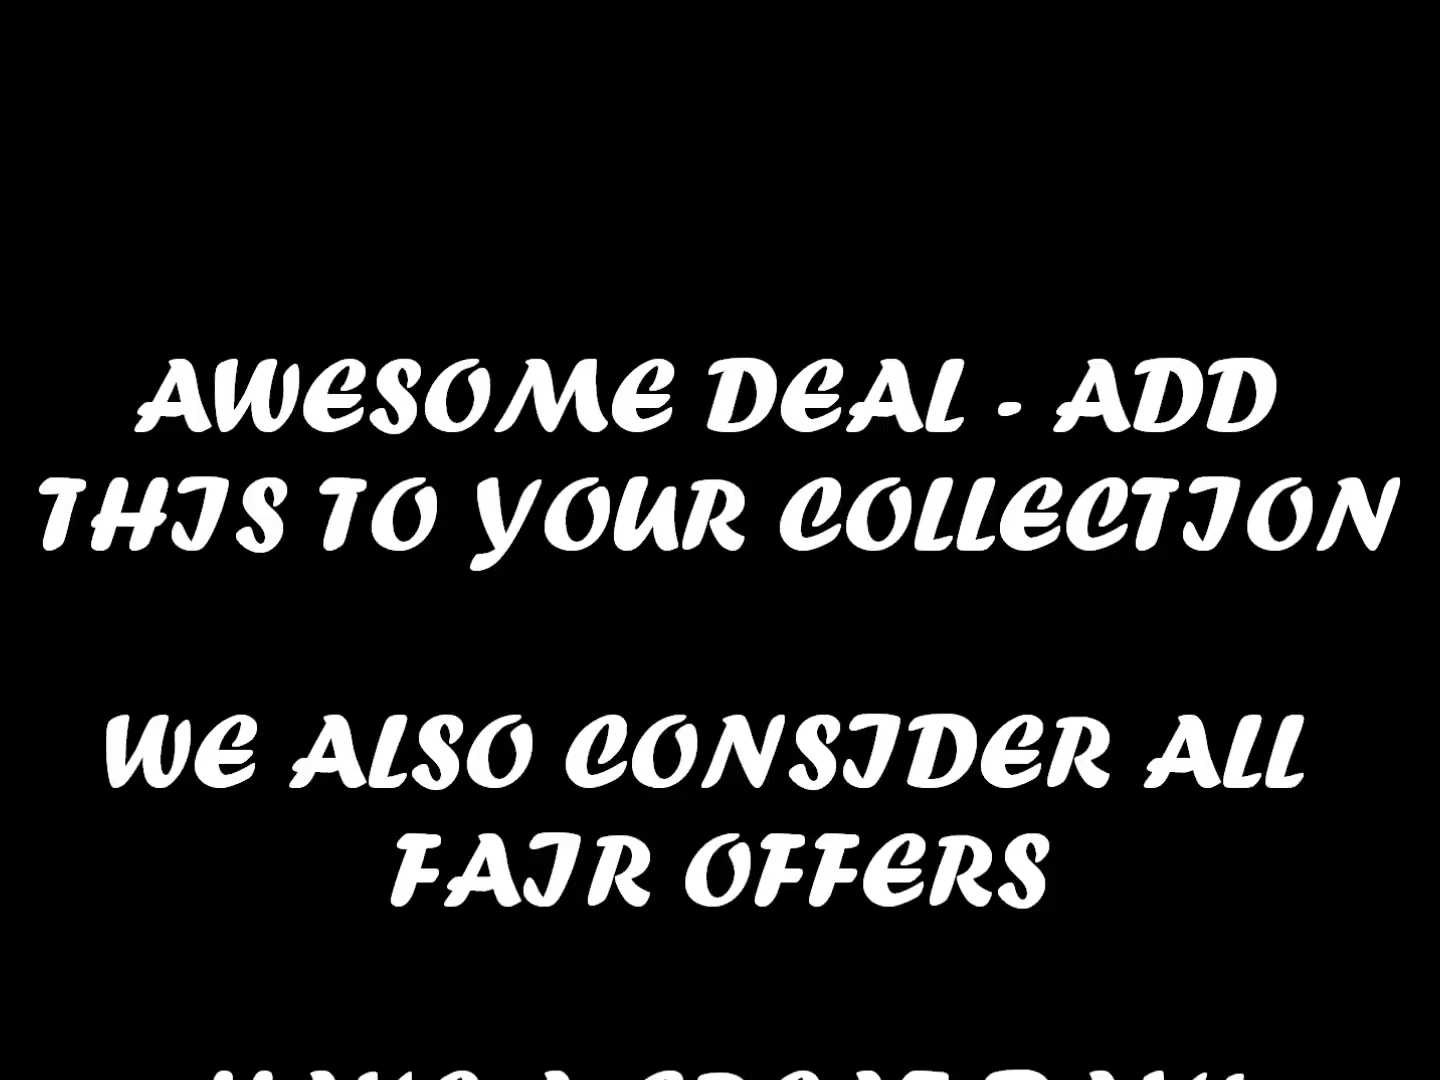 AWESOME DEAL - ADD
THIS TO YOUR COLLECTION
WE ALSO CONSIDER ALL
FAIR OFFERS